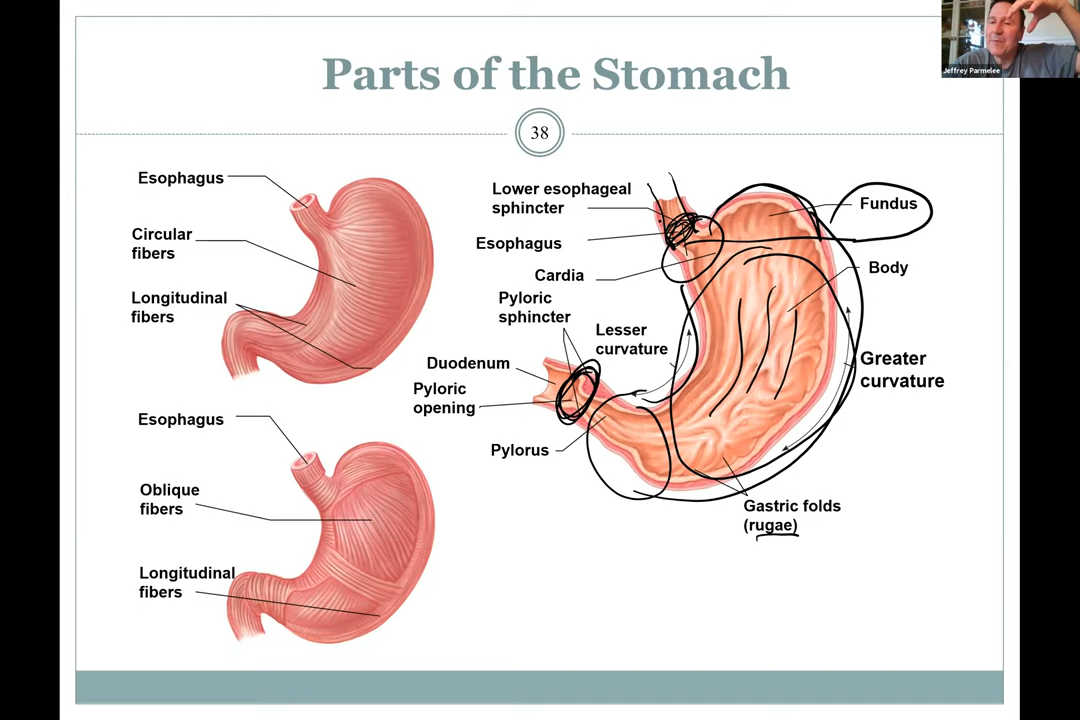 Jeffrey Parmelee
Parts of the Stomach
38
Esophagus
Circular
fibers
Longitudinal
fibers
Esophagus
Oblique
fibers
Longitudinal
fibers
Lower esophageal
sphincter
Esophagus
Cardia
Pyloric
sphincter
Lesser
curvature
Duodenum
Pyloric
opening
Pylorus
Fundus
Body
Greater
curvature
Gastric folds
(rugae)